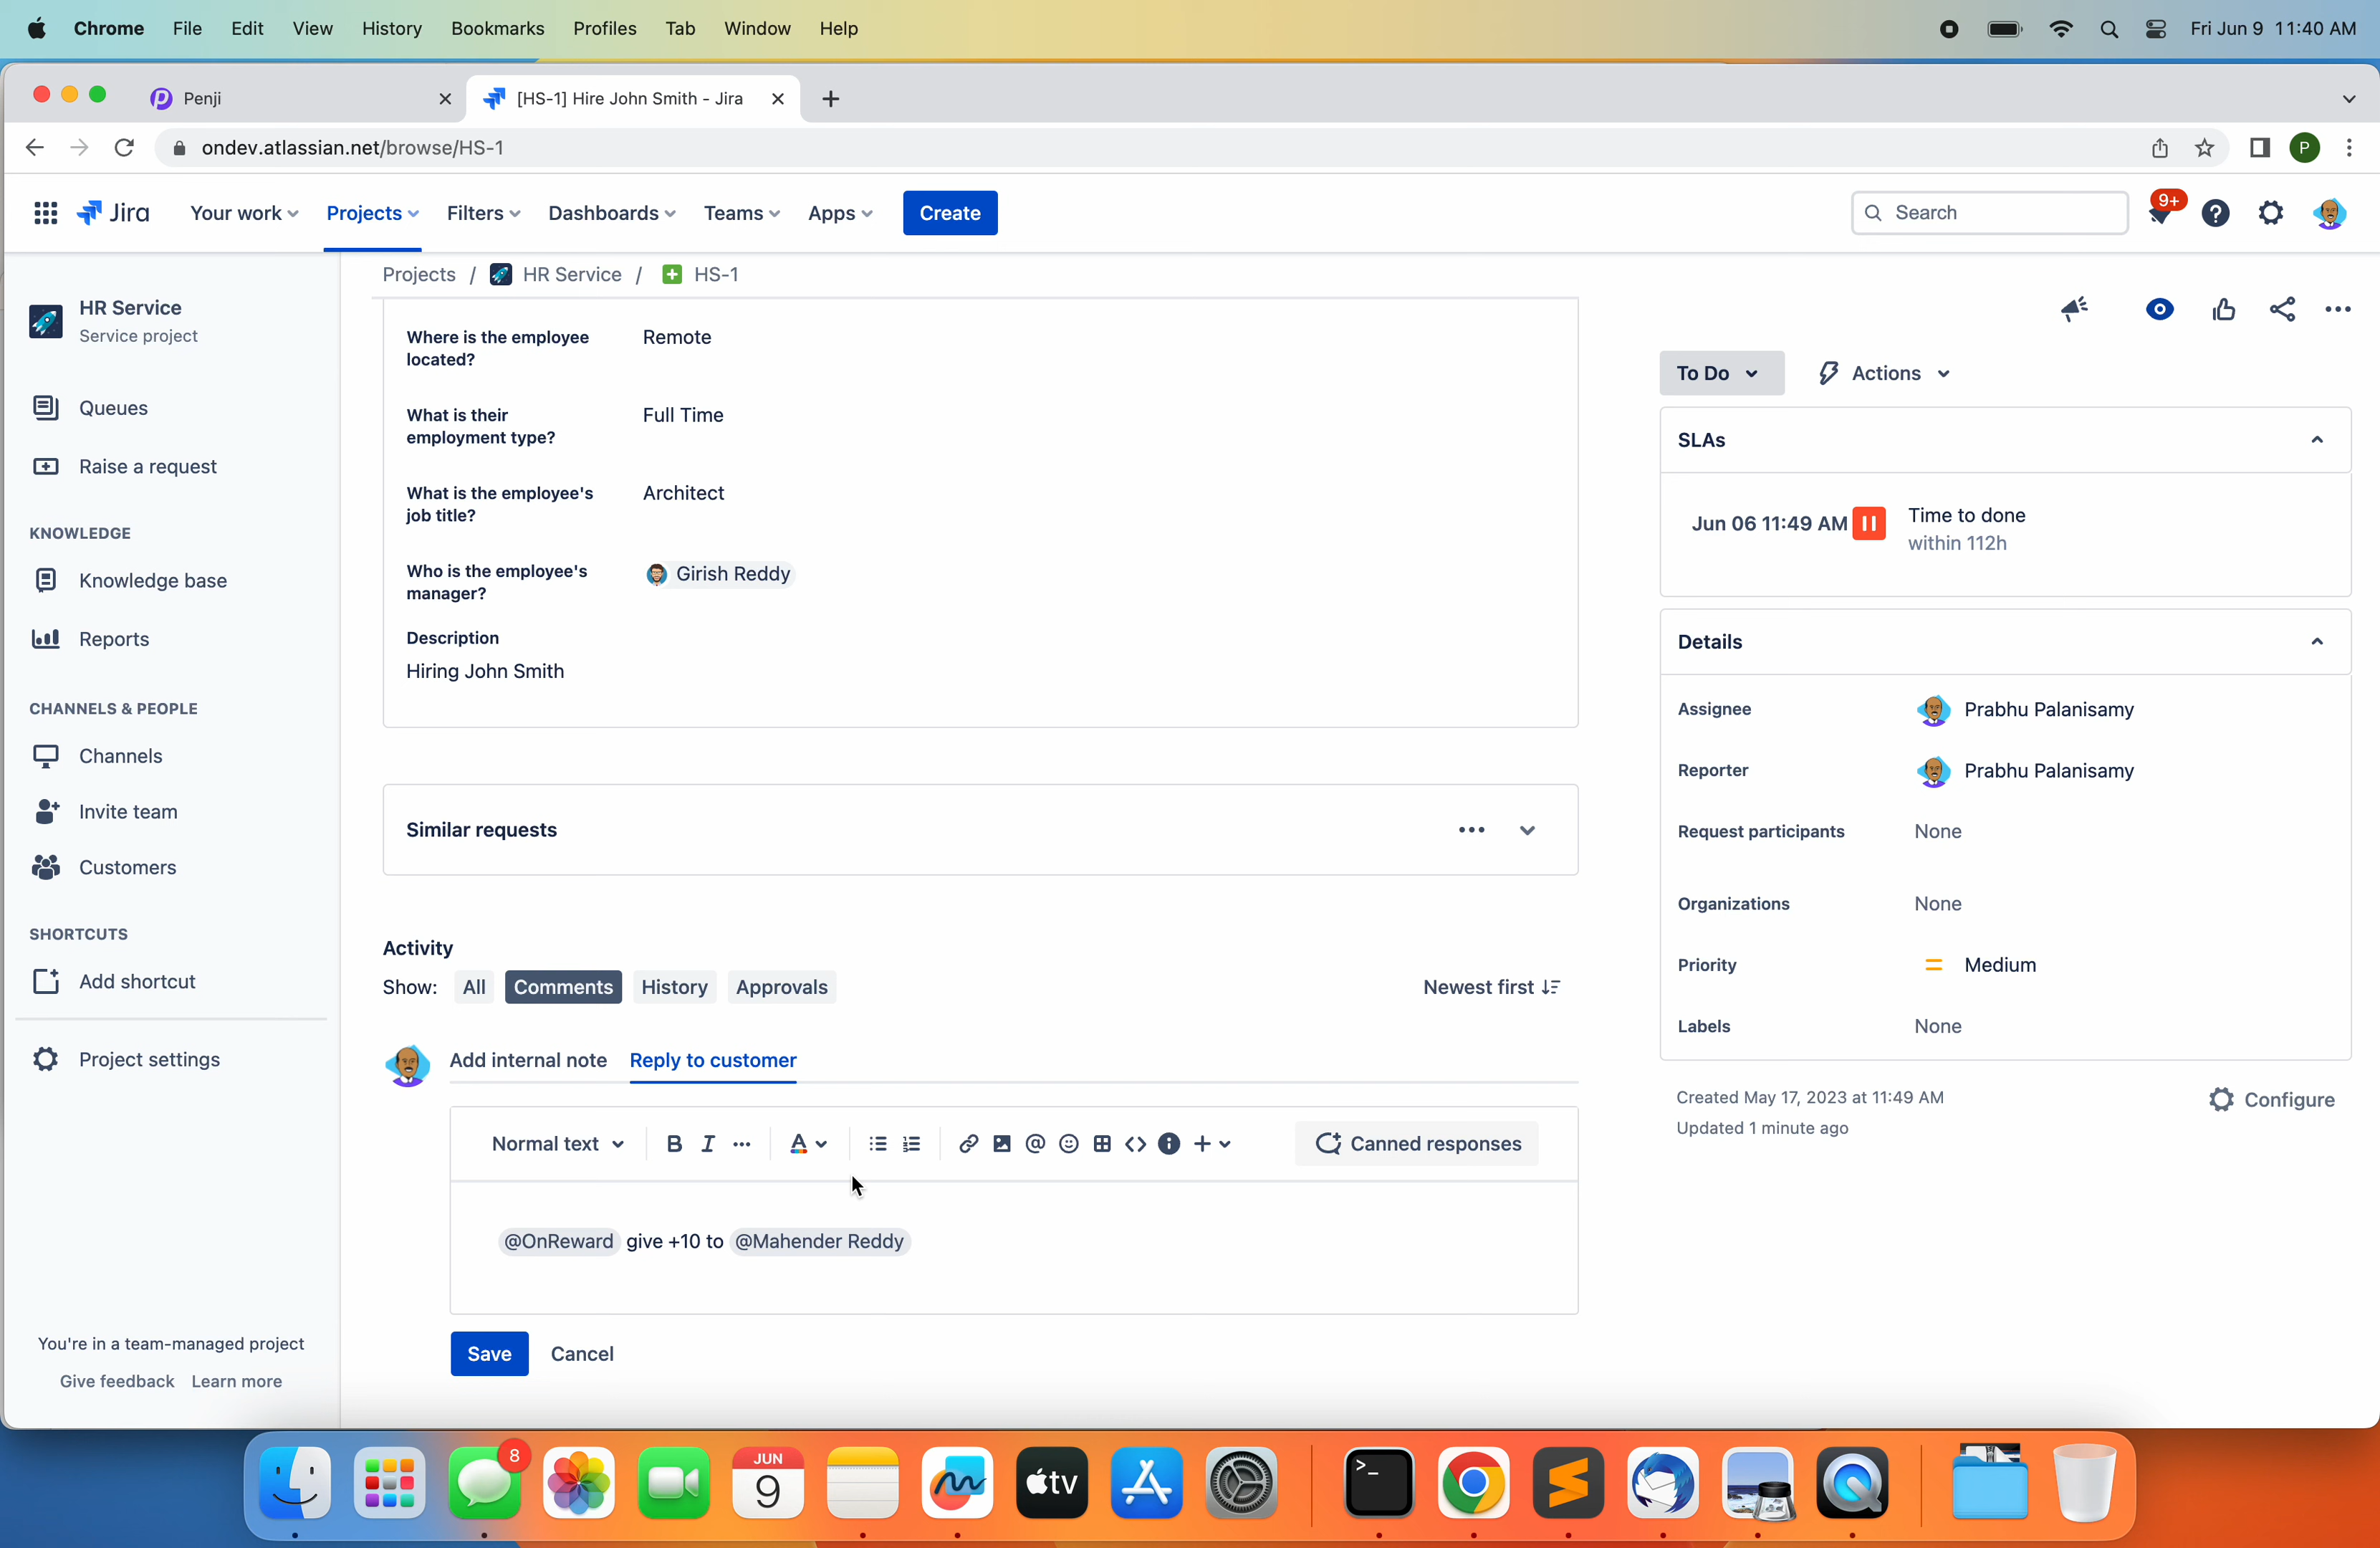 Chrome File Edit View History Bookmarks Profiles Tab Window Help Fri Jun 9 11:40 AM
Penji [HS-1] Hire John Smith - Jira
ondev.atlassian.net/browse/HS-1 P
Jira Your work Projects Filters Dashboards Teams Apps Create Search 9+
Projects / HR Service / HS-1
HR Service
Service project
Queues
Raise a request
KNOWLEDGE
Knowledge base
Reports
CHANNELS & PEOPLE
Channels
Invite team
Customers
SHORTCUTS
Add shortcut
Project settings
You're in a team-managed project
Give feedback Learn more
Where is the employee Remote
located?
What is their Full Time
employment type?
What is the employee's Architect
job title?
Who is the employee's Girish Reddy
manager?
Description
Hiring John Smith
Similar requests
Activity
Show: All Comments History Approvals Newest first
Add internal note Reply to customer
Normal text B I A Canned responses
@OnReward give +10 to @Mahender Reddy
Save Cancel
To Do Actions
SLAs
Jun 06 11:49 AM Time to done
within 112h
Details
Assignee Prabhu Palanisamy
Reporter Prabhu Palanisamy
Request participants None
Organizations None
Priority Medium
Labels None
Created May 17, 2023 at 11:49 AM Configure
Updated 1 minute ago
8
JUN
9
tv